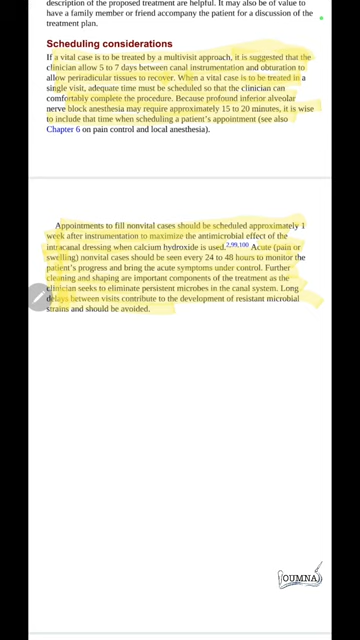 description of the proposed treatment are helpful. It may also be of value to
have a family member or friend accompany the patient for a discussion of the
treatment plan.
Scheduling considerations
If a vital case is to be treated by a multivisit approach, it is suggested that the
clinician allow 5 to 7 days between canal instrumentation and obturation to
allow periradicular tissues to recover. When a vital case is to be treated in a
single visit, adequate time must be scheduled so that the clinician can
comfortably complete the procedure. Because profound inferior alveolar
nerve block anesthesia may require approximately 15 to 20 minutes, it is wise
to include that time when scheduling a patient's appointment (see also
Chapter 6 on pain control and local anesthesia).
Appointments to fill nonvital cases should be scheduled approximately 1
week after instrumentation to maximize the antimicrobial effect of the
intracanal dressing when calcium hydroxide is used.2,99,100 Acute (pain or
swelling) nonvital cases should be seen every 24 to 48 hours to monitor the
patient's progress and bring the acute symptoms under control. Further
cleaning and shaping are important components of the treatment as the
clinician seeks to eliminate persistent microbes in the canal system. Long
delays between visits contribute to the development of resistant microbial
strains and should be avoided.
OUMNA